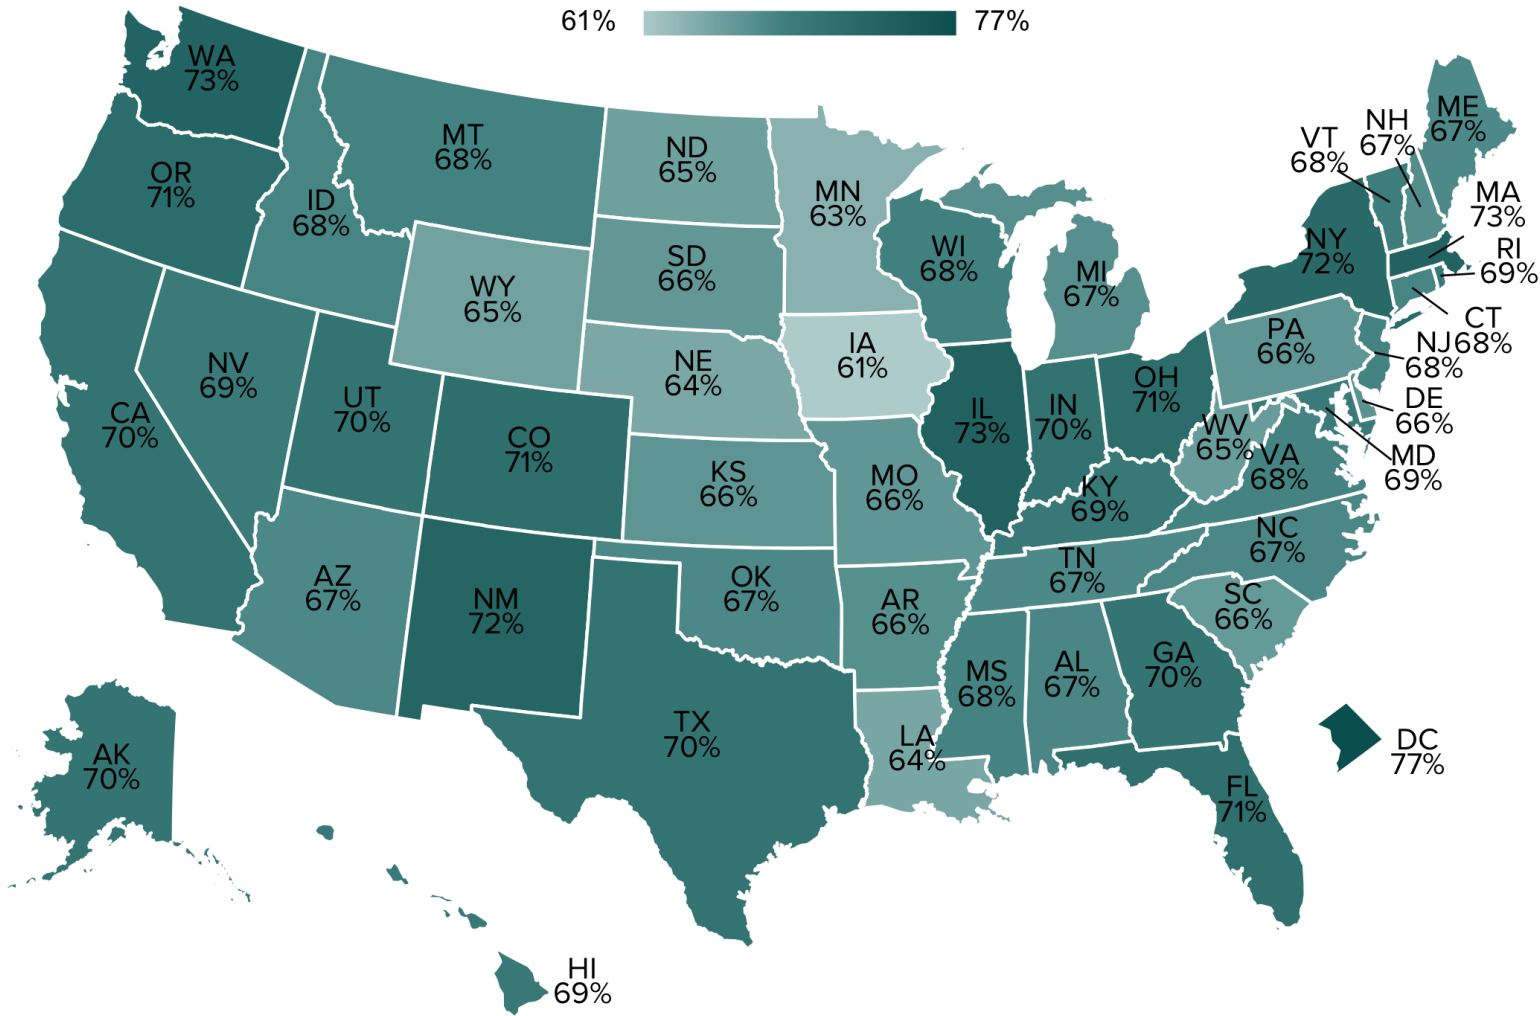 61%
77%
WA
73%
OR
71%
CA
70%
NV
69%
ID
68%
MT
68%
WY
65%
UT
70%
CO
71%
AZ
67%
NM
72%
ND
65%
SD
66%
NE
64%
KS
66%
OK
67%
TX
70%
MN
63%
IA
61%
MO
66%
AR
66%
LA
64%
WI
68%
IL
73%
MI
67%
IN
70%
OH
71%
KY
69%
TN
67%
MS
68%
AL
67%
GA
70%
FL
71%
SC
66%
NC
67%
VA
68%
WV
65%
PA
66%
NY
72%
VT
68%
NH
67%
ME
67%
MA
73%
RI
69%
CT
68%
NJ
68%
DE
66%
MD
69%
DC
77%
AK
70%
HI
69%